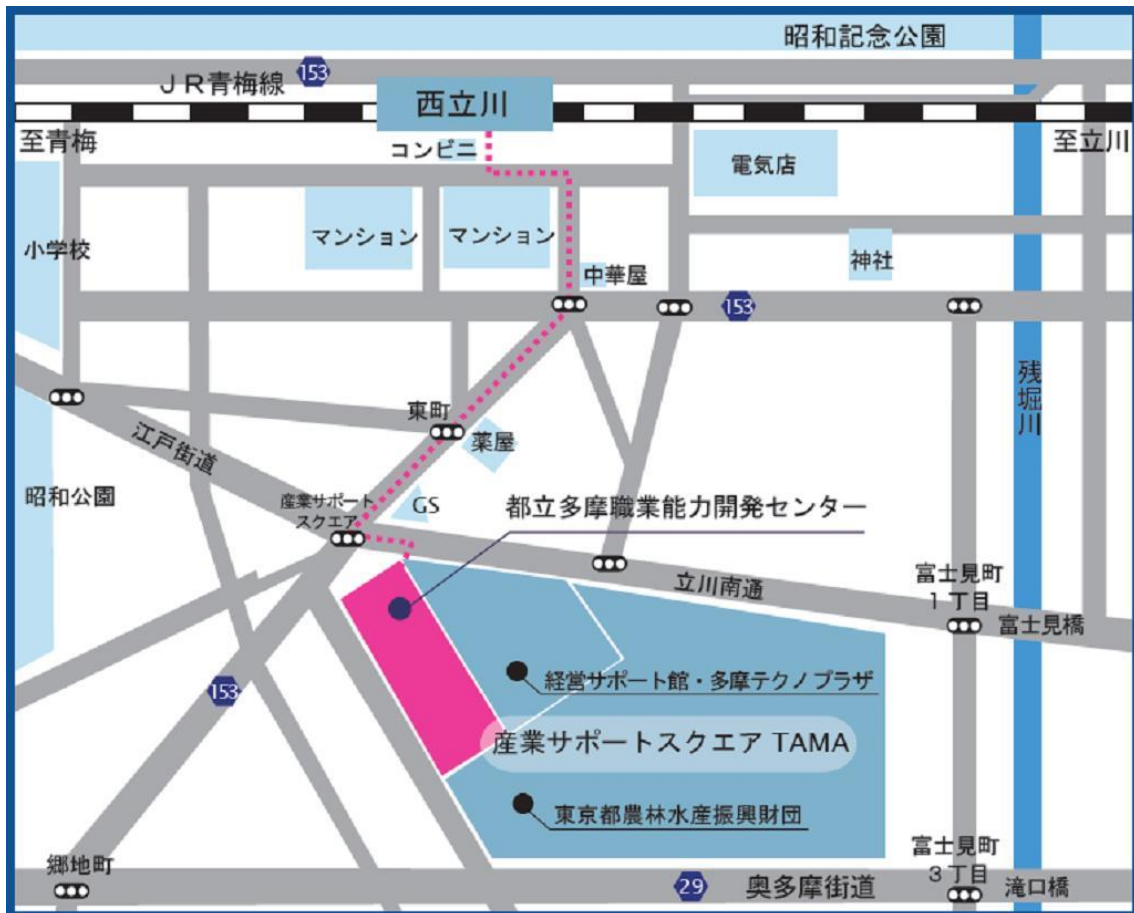 昭和記念公園
JR青梅線
153
西立川
至青梅
至立川
コンビニ
電気店
マンション
マンション
小学校
神社
中華屋
153
残堀川
東町
薬屋
江戸街道
昭和公園
産業サポート
スクエア
GS
都立多摩職業能力開発センター
立川南通
富士見町
1丁目
富士見橋
経営サポート館・多摩テクノプラザ
153
産業サポートスクエア TAMA
東京都農林水産振興財団
郷地町
富士見町
3丁目
29
奥多摩街道
滝口橋